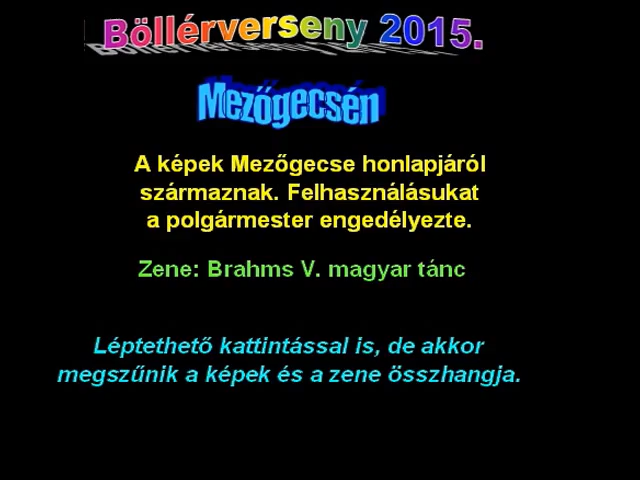 Böllérverseny 2015.
Mezőgecsén
A képek Mezőgecse honlapjáról
származnak. Felhasználásukat
a polgármester engedélyezte.
Zene: Brahms V. magyar tánc
Léptethető kattintással is, de akkor
megszűnik a képek és a zene összhangja.